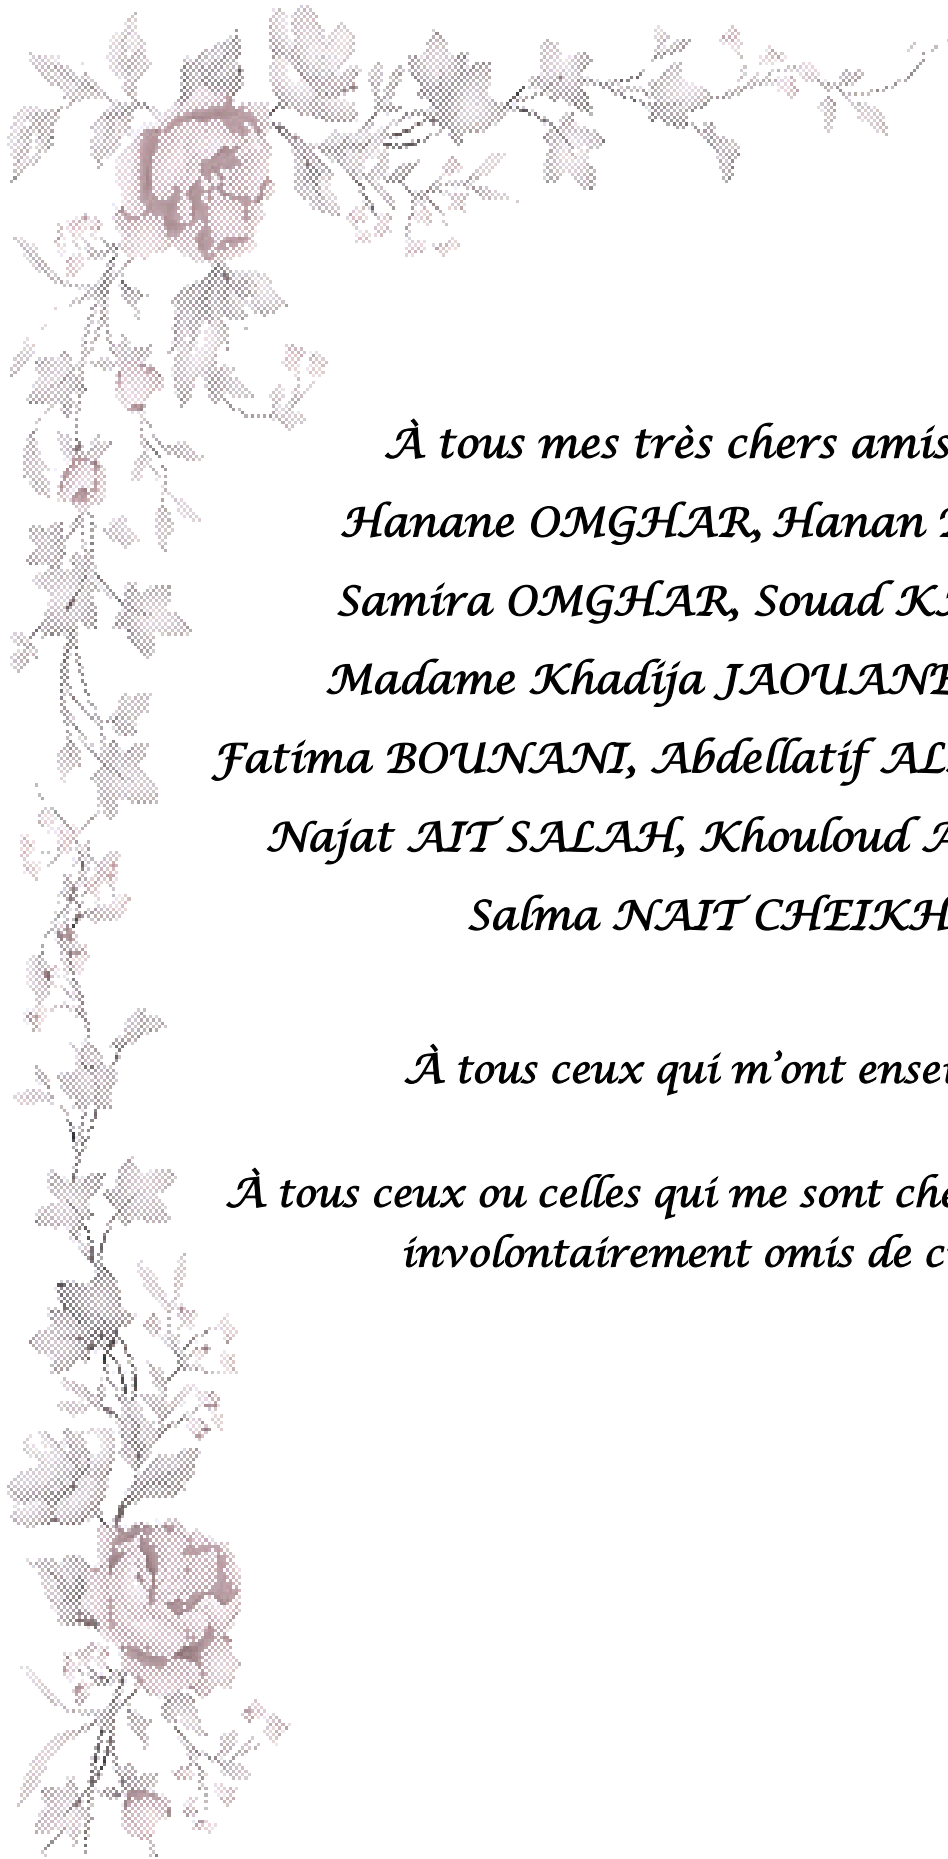 À tous mes très chers amis
Hanane OMGHAR, Hanan
Samira OMGHAR, Souad
Madame Khadija
Fatima BOUNANI, Abdellatif
Najat AIT SALAH, Khouloud
Salma NAIT CHEIKH
À tous ceux qui m’ont
À tous ceux ou celles qui me sont
involontairement omis de